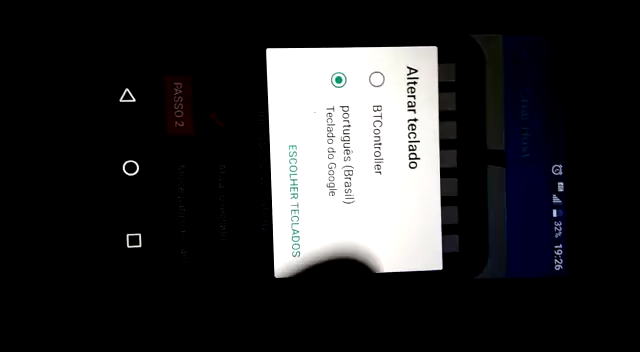 32% 19:26
Alterar teclado
BTController
português (Brasil)
Teclado do Google
ESCOLHER TECLADOS
PASSO 2